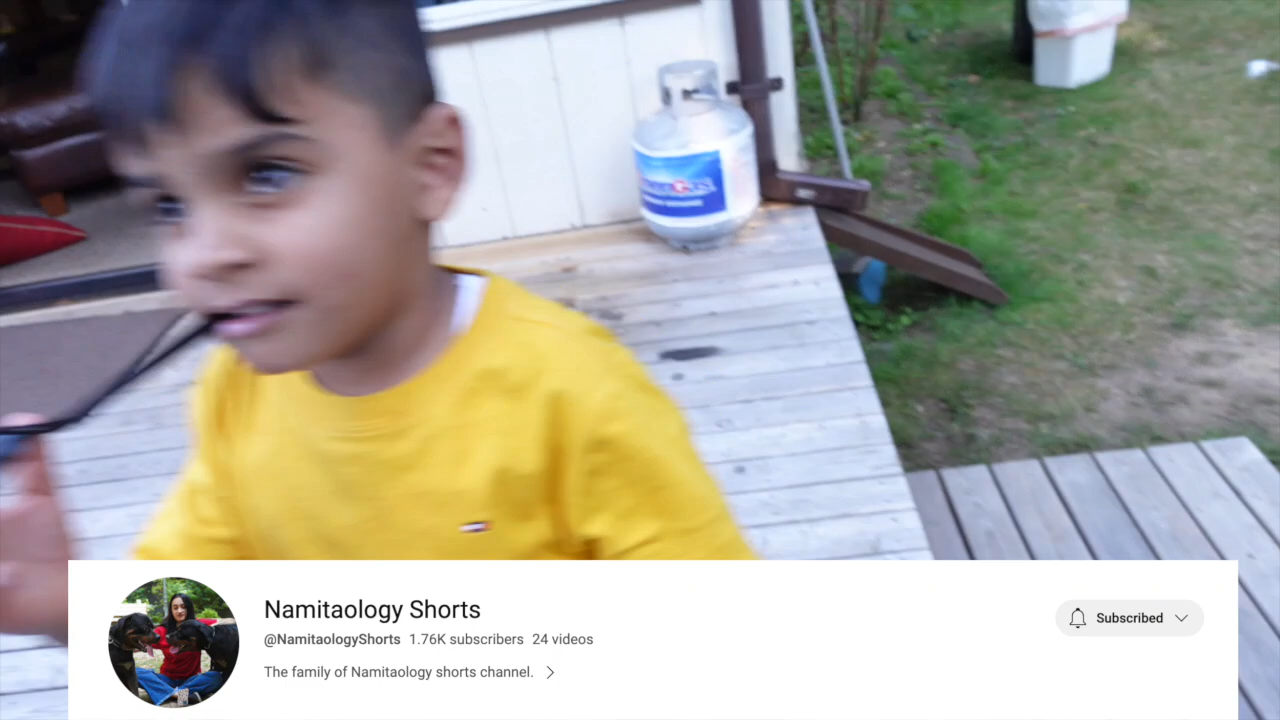 Namitaology Shorts
@NamitaologyShorts 1.76K subscribers 24 videos
The family of Namitaology shorts channel.
Subscribed